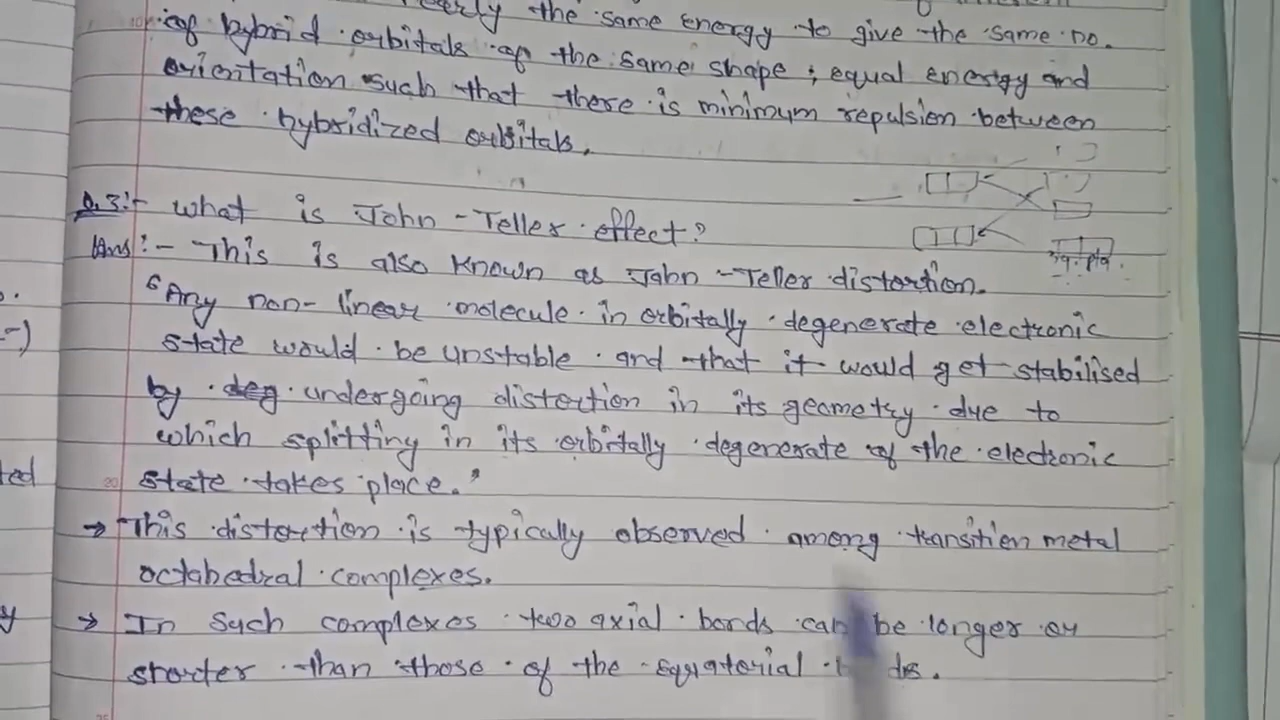 the same energy to give the same no.
of hybrid orbitals of the same shape ; equal energy and
orientation such that there is minimum repulsion between
these hybridized orbitals.
Q.3:- what is John-Teller effect?
Ans:- This is also known as Jahn-Teller distortion.
"Any non-linear molecule in orbitally degenerate electronic
state would be unstable and that it would get stabilised
by deg undergoing distortion in its geometry due to
which splitting in its orbitally degenerate of the electronic
state takes place."
20
→ This distortion is typically observed among transition metal
octahedral complexes.
→ In such complexes two axial bonds can be longer or
shorter than those of the equatorial